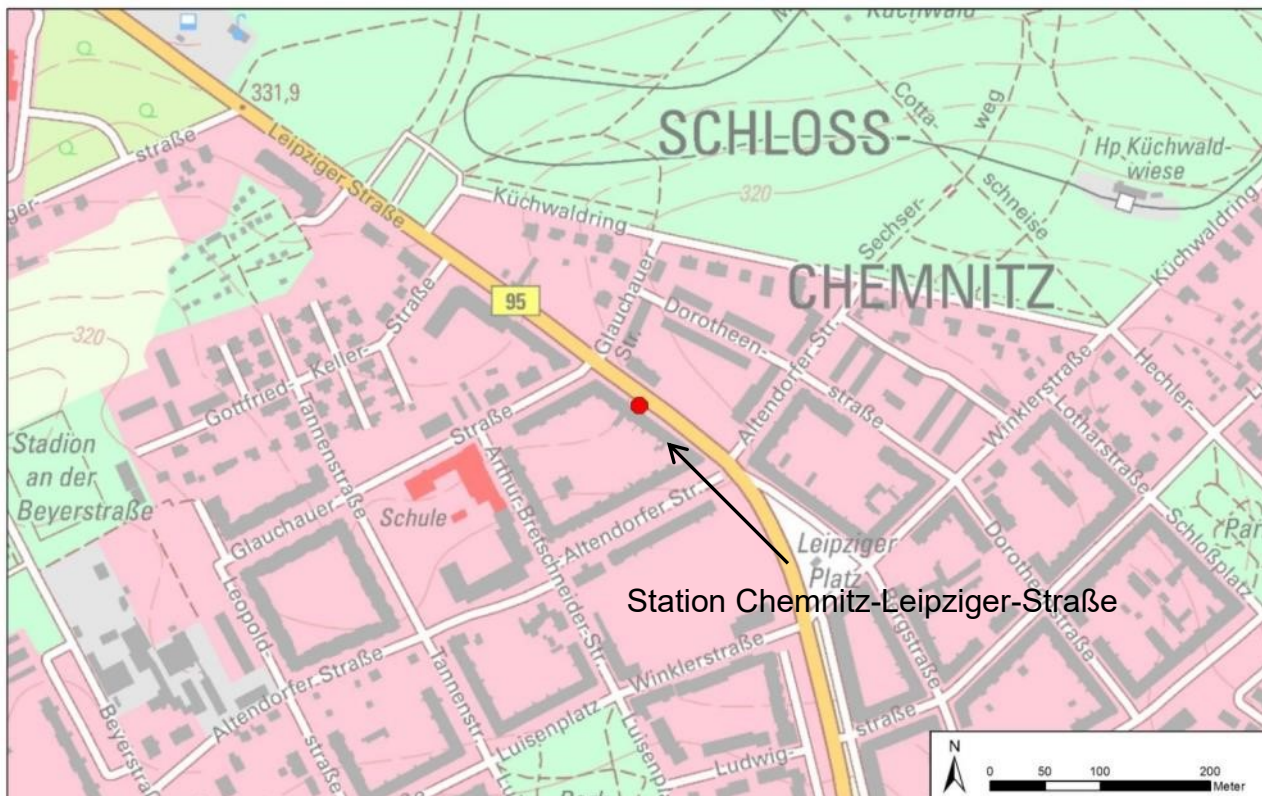 Küchwald
331,9
Leipziger Straße
straße
SCHLOSS-
Cotta-
weg
Hp Küchwald-
wiese
320
schneise
Sechser-
Küchwaldring
Küchwaldring
CHEMNITZ
95
Glauchauer
Str.
Dorotheen-
straße
Altendorfer Str.
Winklerstraße
Hechler-
Lotharstraße
320
Gottfried-
Keller-
Straße
Tannenstraße
Stadion
an der
Beyerstraße
Glauchauer
Straße
Schule
Arthur-Bretschneider-Str.
Altendorfer Str.
Leipziger
Platz
Dorotheenstraße
Schloßplatz
Station Chemnitz-Leipziger-Straße
Leopold-
straße
Altendorfer Straße
Tannenstr.
Winklerstraße
Luisenplatz
Ludwig-
straße
N
0 50 100 200
Meter